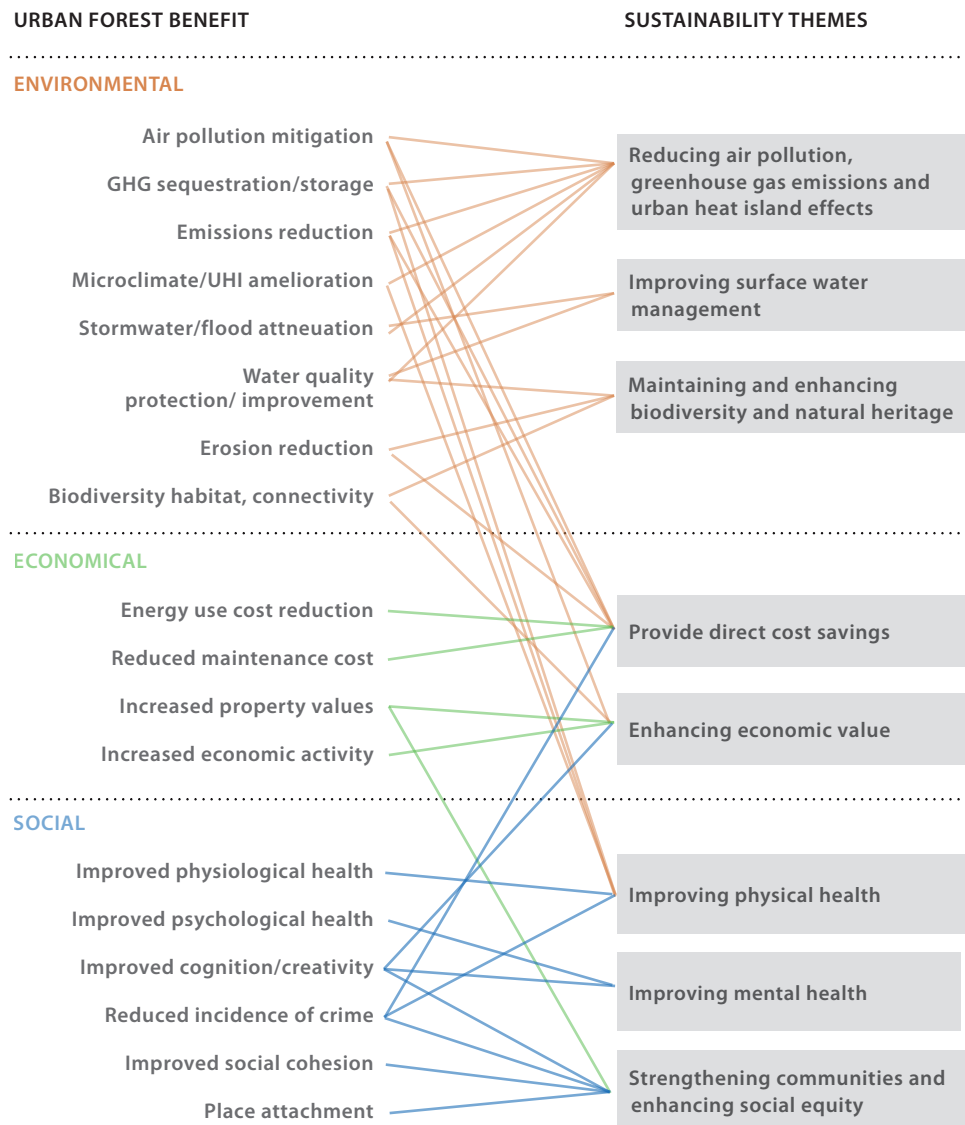 URBAN FOREST BENEFIT
SUSTAINABILITY THEMES
ENVIRONMENTAL
Air pollution mitigation
GHG sequestration/storage
Emissions reduction
Microclimate/UHI amelioration
Stormwater/flood attneuation
Water quality
protection/ improvement
Erosion reduction
Biodiversity habitat, connectivity
Reducing air pollution,
greenhouse gas emissions and
urban heat island effects
Improving surface water
management
Maintaining and enhancing
biodiversity and natural heritage
ECONOMICAL
Energy use cost reduction
Reduced maintenance cost
Increased property values
Increased economic activity
Provide direct cost savings
Enhancing economic value
SOCIAL
Improved physiological health
Improved psychological health
Improved cognition/creativity
Reduced incidence of crime
Improved social cohesion
Place attachment
Improving physical health
Improving mental health
Strengthening communities and
enhancing social equity